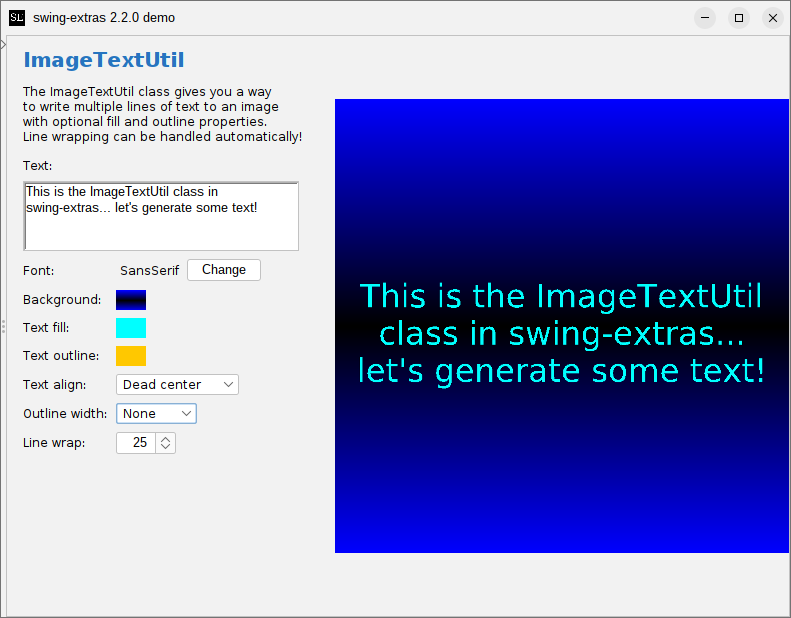 SL
swing-extras 2.2.0 demo
ImageTextUtil
The ImageTextUtil class gives you a way
to write multiple lines of text to an image
with optional fill and outline properties.
Line wrapping can be handled automatically!
Text:
This is the ImageTextUtil class in
swing-extras... let's generate some text!
Font: SansSerif Change
Background:
Text fill:
Text outline:
Text align: Dead center
Outline width: None
Line wrap: 25
This is the ImageTextUtil
class in swing-extras...
let's generate some text!